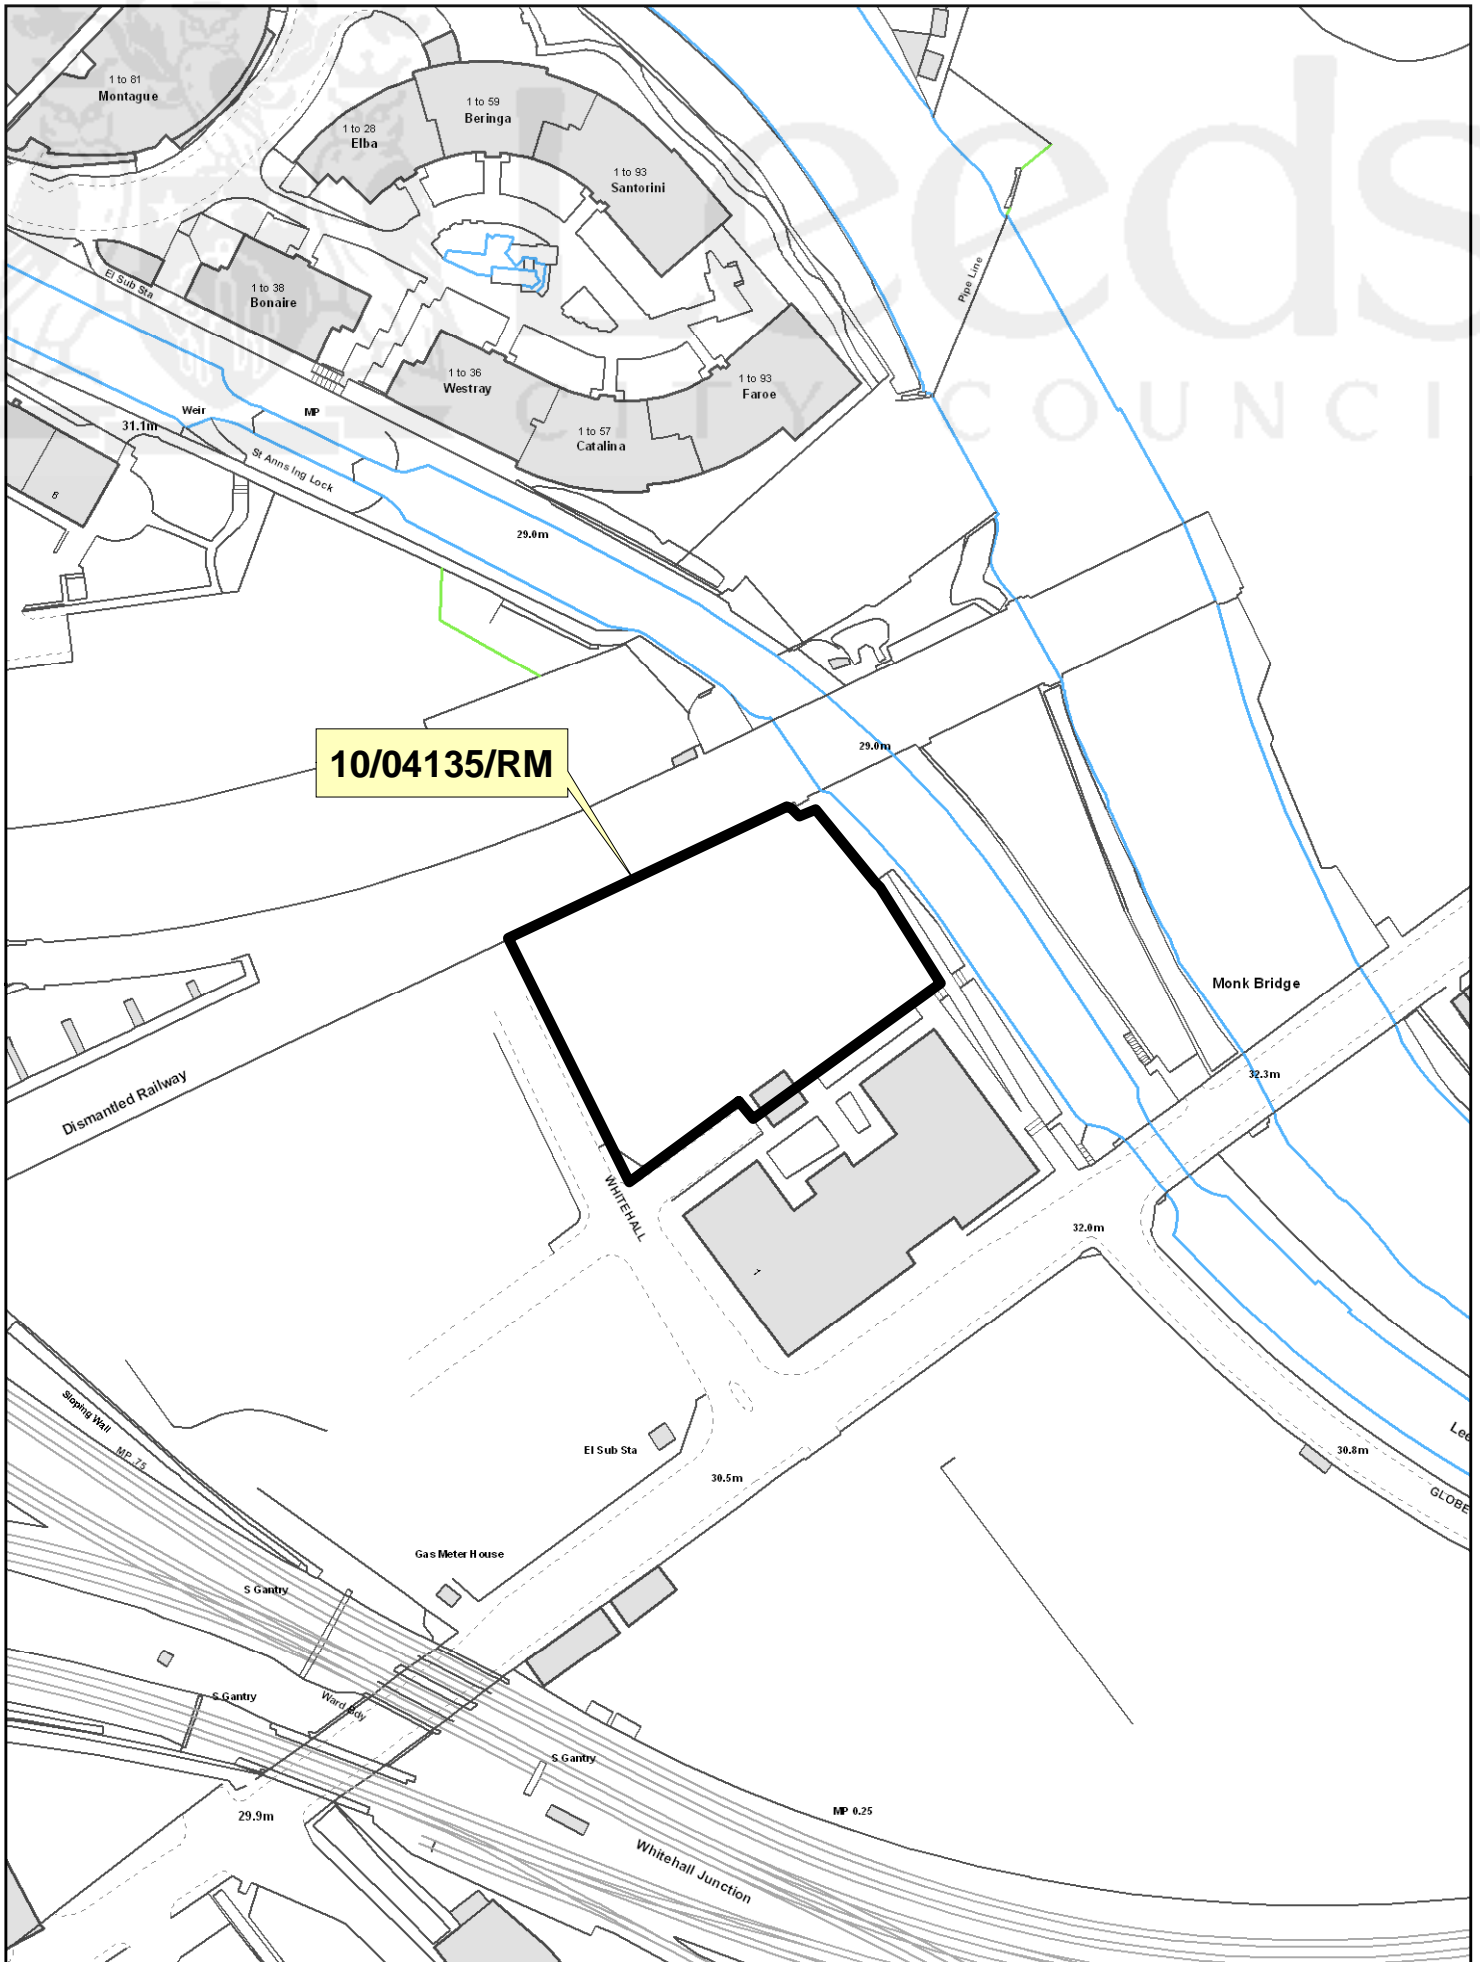 Leeds
CITY COUNCI
1 to 81
Montague
1 to 28
Elba
1 to 59
Beringa
1 to 93
Santorini
El Sub Sta
1 to 38
Bonaire
Pipe Line
1 to 36
Westray
1 to 93
Faroe
1 to 57
Catalina
Weir
MP
31.1m
St Anns Ing Lock
29.0m
10/04135/RM
29.0m
Monk Bridge
32.3m
Dismantled Railway
WHITEHALL
32.0m
1
Sloping Wall
MP .75
El Sub Sta
30.5m
30.8m
Lee
GLOBE
Gas Meter House
S Gantry
S Gantry
Ward Bdy
S Gantry
29.9m
MP 0.25
Whitehall Junction